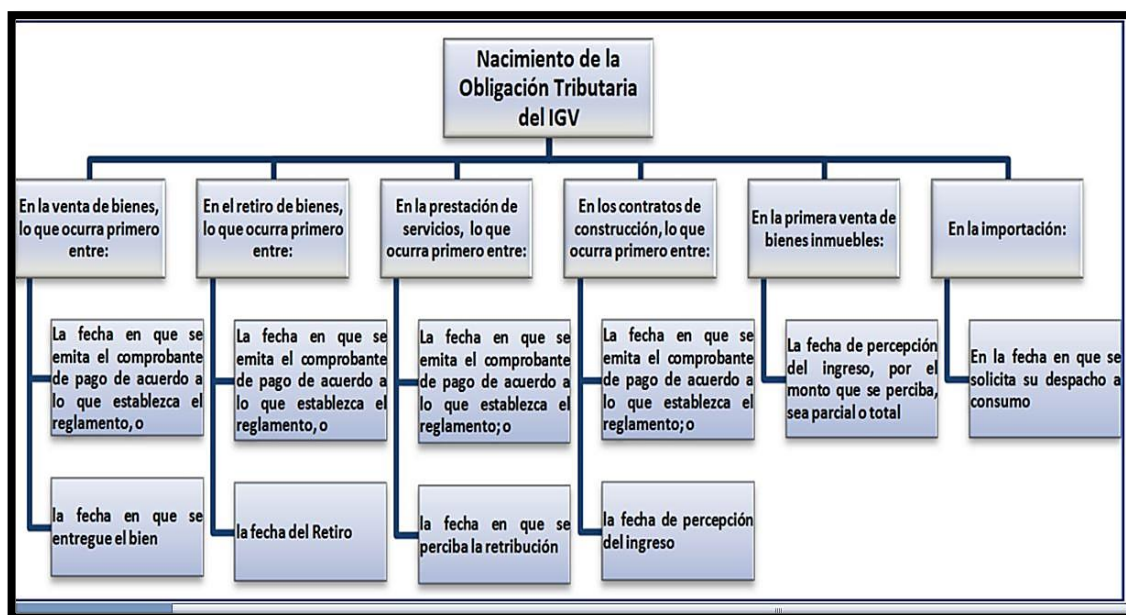 Nacimiento de la
Obligación Tributaria
del IGV
En la venta de bienes,
lo que ocurra primero
entre:
La fecha en que se
emita el comprobante
de pago de acuerdo a
lo que establezca el
reglamento, o
la fecha en que se
entregue el bien
En el retiro de bienes,
lo que ocurra primero
entre:
La fecha en que se
emita el comprobante
de pago de acuerdo a
lo que establezca el
reglamento, o
la fecha del Retiro
En la prestación de
servicios, lo que
ocurra primero entre:
La fecha en que se
emita el comprobante
de pago de acuerdo a
lo que establezca el
reglamento; o
la fecha en que se
perciba la retribución
En los contratos de
construcción, lo que
ocurra primero entre:
La fecha en que se
emita el comprobante
de pago de acuerdo a
lo que establezca el
reglamento; o
la fecha de percepción
del ingreso
En la primera venta de
bienes inmuebles:
La fecha de percepción
del ingreso, por el
monto que se perciba,
sea parcial o total
En la importación:
En la fecha en que se
solicita su despacho a
consumo